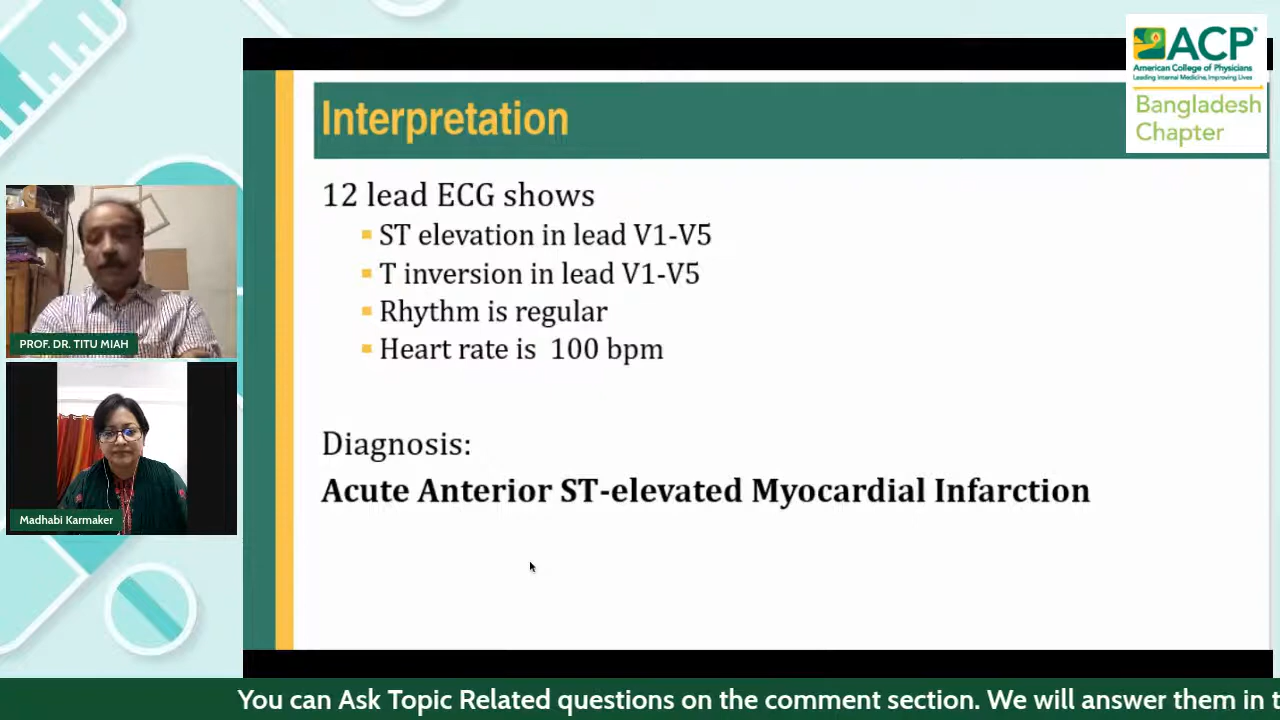 ACP
American College of Physicians
Leading Internal Medicine, Improving Lives
Bangladesh
Chapter
Interpretation
12 lead ECG shows
ST elevation in lead V1-V5
T inversion in lead V1-V5
Rhythm is regular
Heart rate is 100 bpm
Diagnosis:
Acute Anterior ST-elevated Myocardial Infarction
PROF. DR. TITU MIAH
Madhabi Karmaker
You can Ask Topic Related questions on the comment section. We will answer them in t